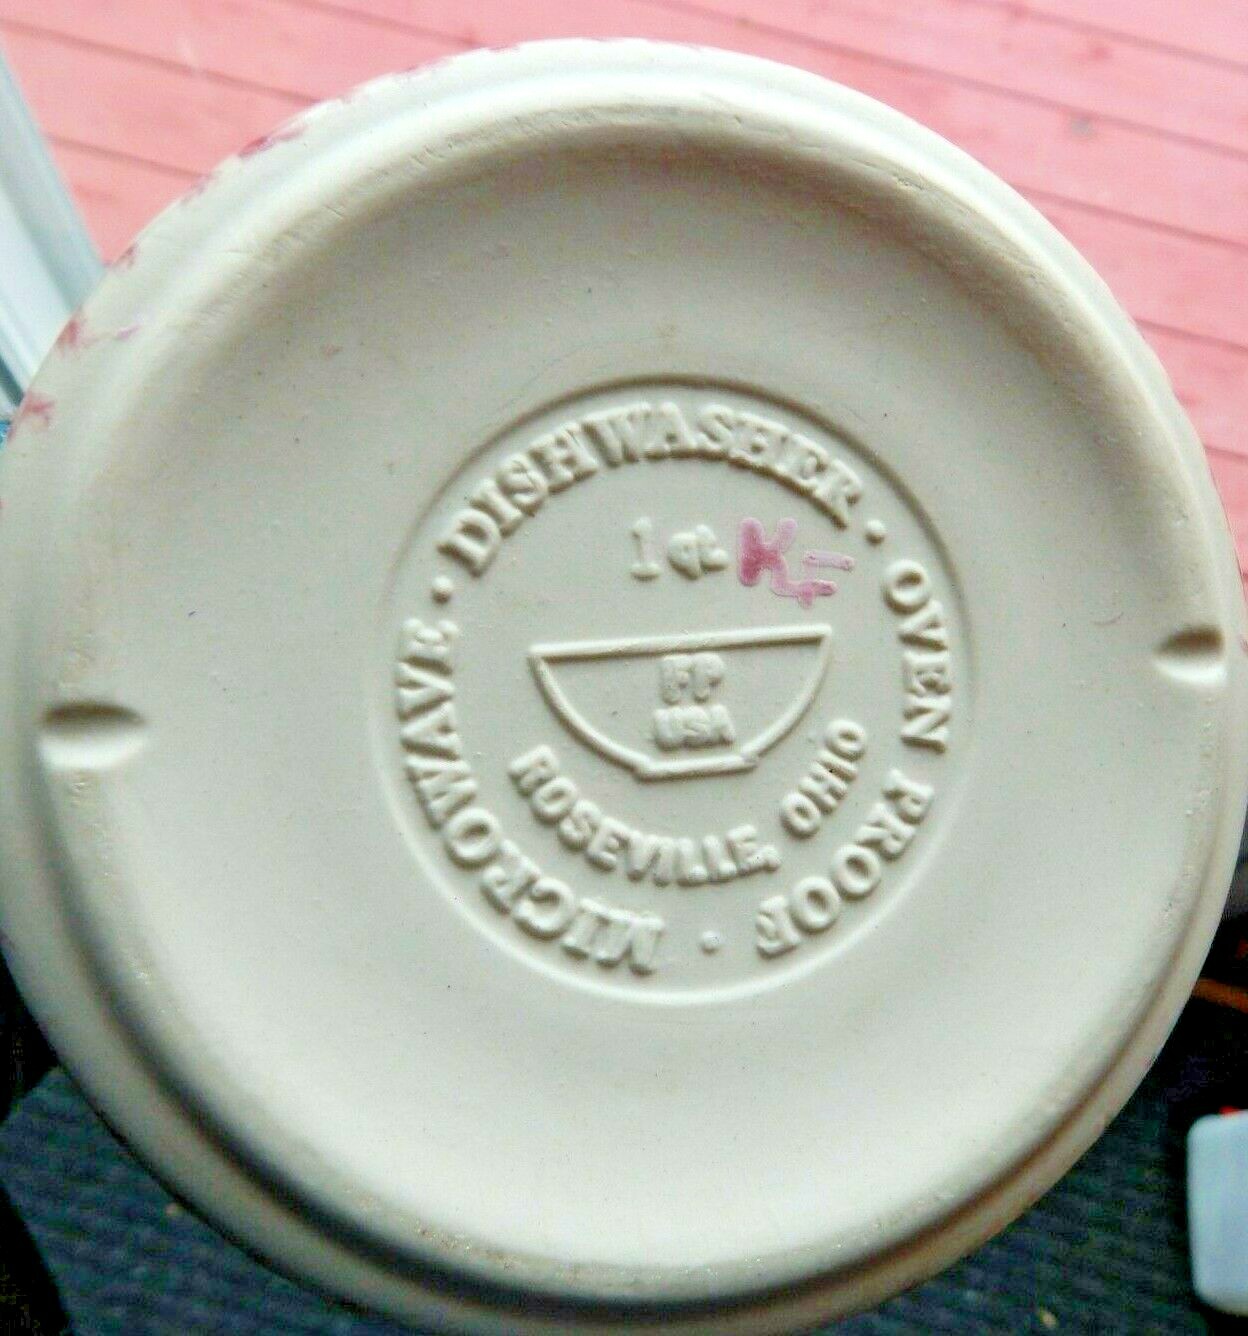 MICROWAVE · DISHWASHER · OVEN PROOF ·
1 qt. K
FP
USA
ROSEVILLE, OHIO